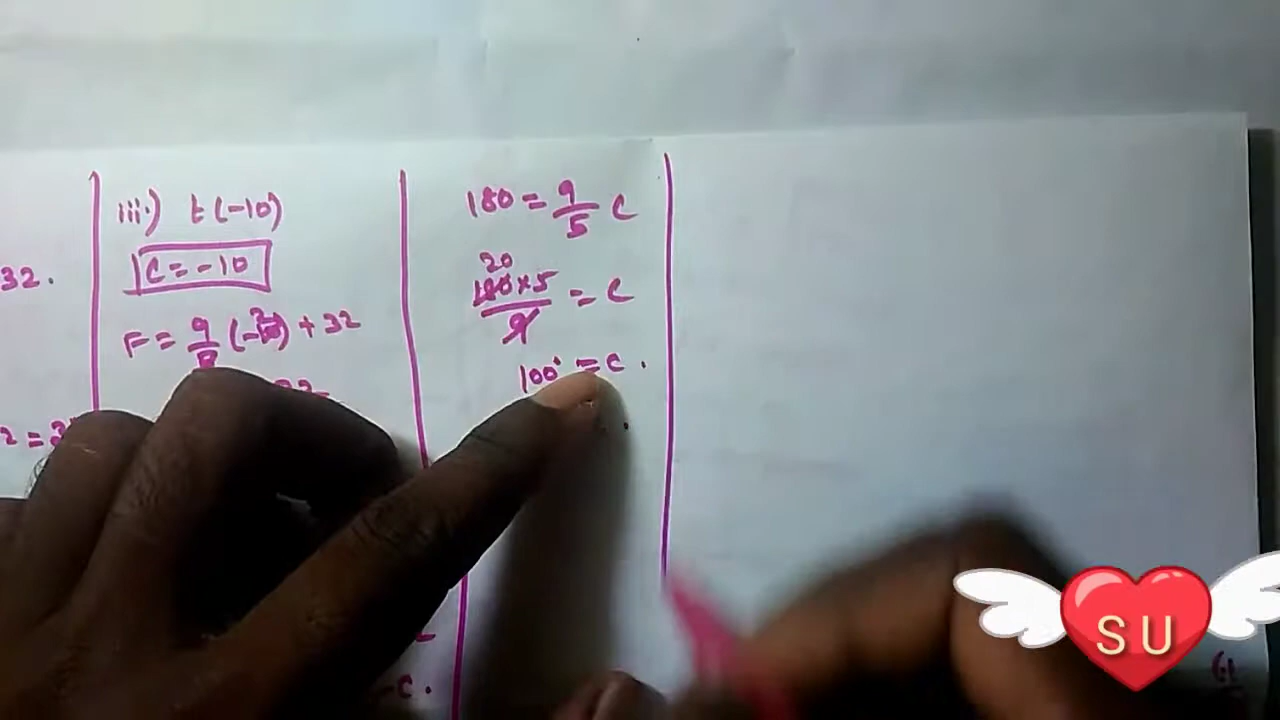 32.
iii.) t(-10)
C = -10
F = 9/5 (-10) + 32
180 = 9/5 C
20
180×5/9 = C
100° = C.
- C.
SU